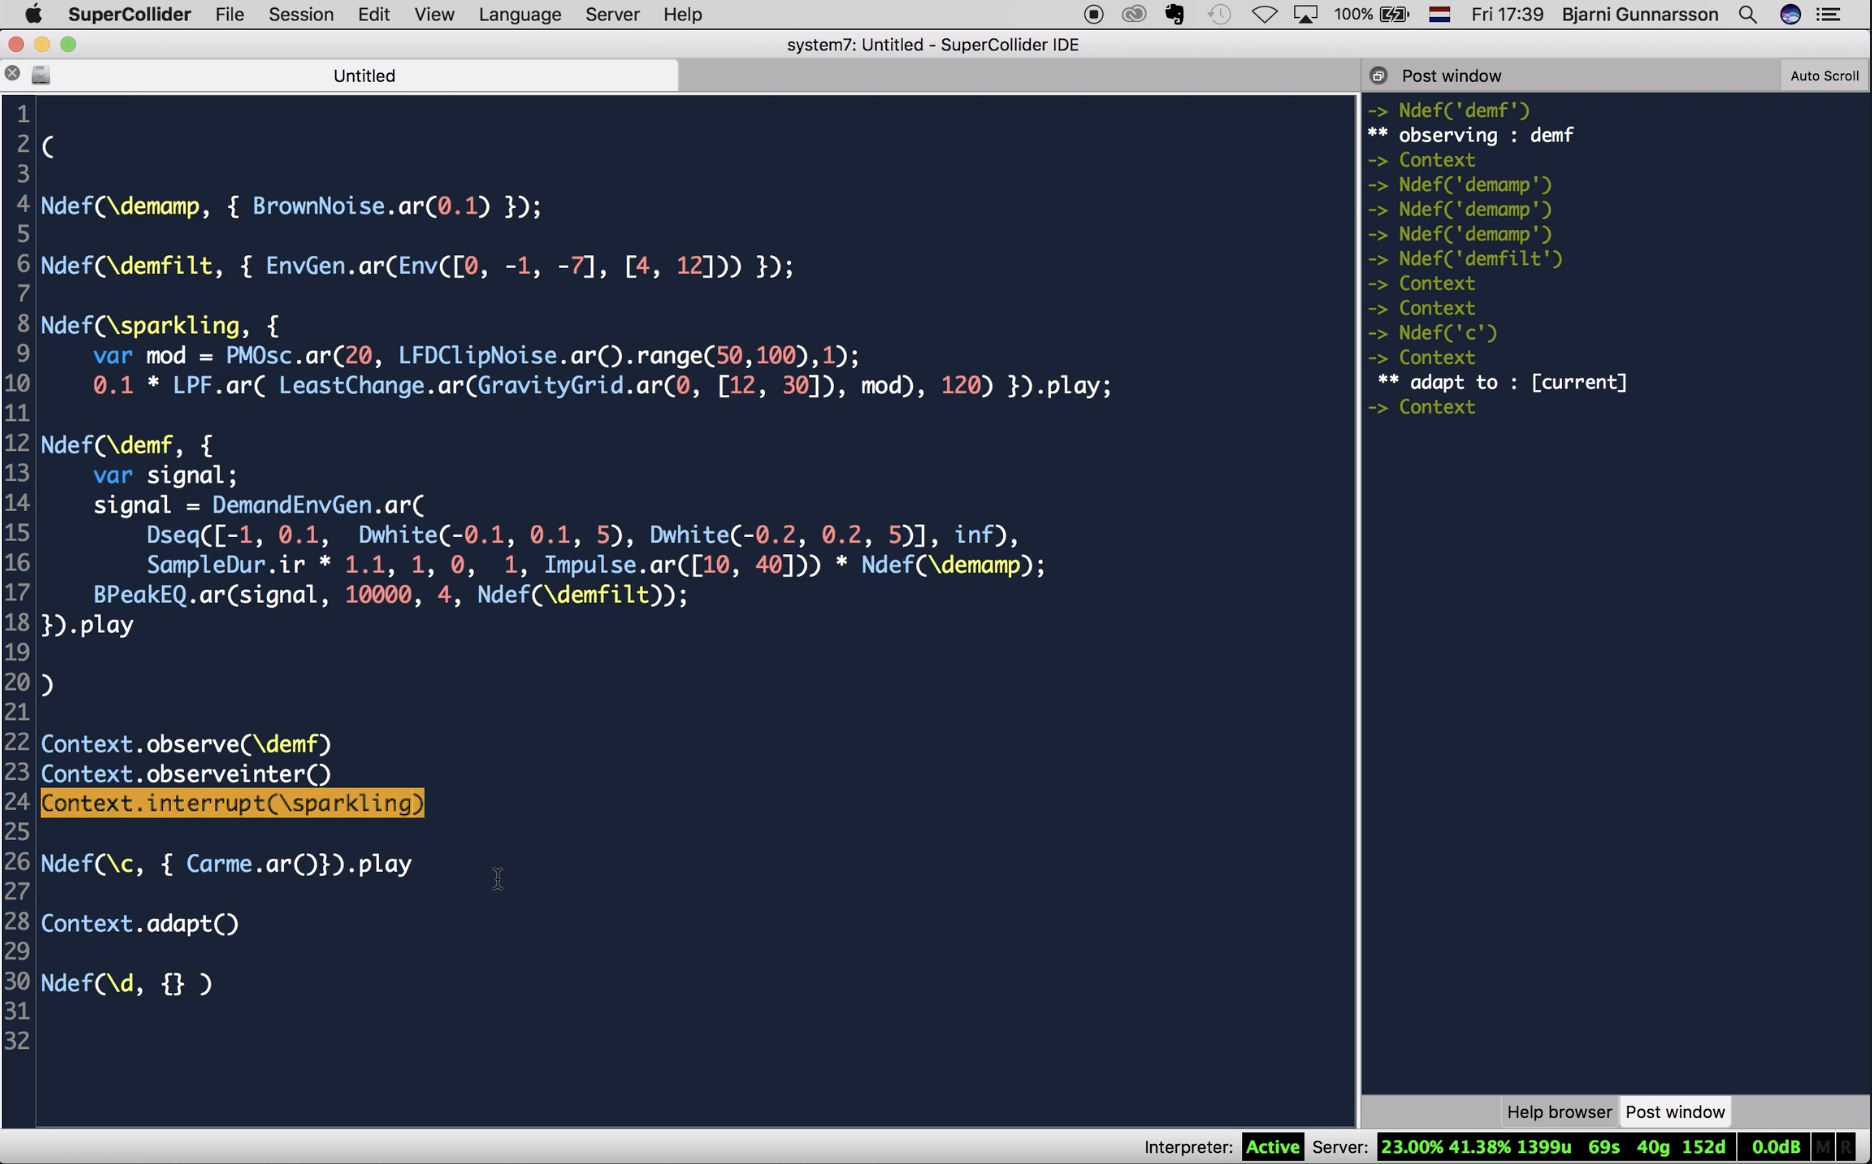 SuperCollider File Session Edit View Language Server Help 100% Fri 17:39 Bjarni Gunnarsson
system7: Untitled - SuperCollider IDE
Untitled
1
2 (
3
4 Ndef(\demamp, { BrownNoise.ar(0.1) });
5
6 Ndef(\demfilt, { EnvGen.ar(Env([0, -1, -7], [4, 12])) });
7
8 Ndef(\sparkling, {
9 var mod = PMOsc.ar(20, LFDClipNoise.ar().range(50,100),1);
10 0.1 * LPF.ar( LeastChange.ar(GravityGrid.ar(0, [12, 30]), mod), 120) }).play;
11
12 Ndef(\demf, {
13 var signal;
14 signal = DemandEnvGen.ar(
15 Dseq([-1, 0.1, Dwhite(-0.1, 0.1, 5), Dwhite(-0.2, 0.2, 5)], inf),
16 SampleDur.ir * 1.1, 1, 0, 1, Impulse.ar([10, 40])) * Ndef(\demamp);
17 BPeakEQ.ar(signal, 10000, 4, Ndef(\demfilt));
18 }).play
19
20 )
21
22 Context.observe(\demf)
23 Context.observeinter()
24 Context.interrupt(\sparkling)
25
26 Ndef(\c, { Carme.ar()}).play
27
28 Context.adapt()
29
30 Ndef(\d, {} )
31
32
Post window Auto Scroll
-> Ndef('demf')
** observing : demf
-> Context
-> Ndef('demamp')
-> Ndef('demamp')
-> Ndef('demamp')
-> Ndef('demfilt')
-> Context
-> Context
-> Ndef('c')
-> Context
** adapt to : [current]
-> Context
Help browser Post window
Interpreter: Active Server: 23.00% 41.38% 1399u 69s 40g 152d 0.0dB M R